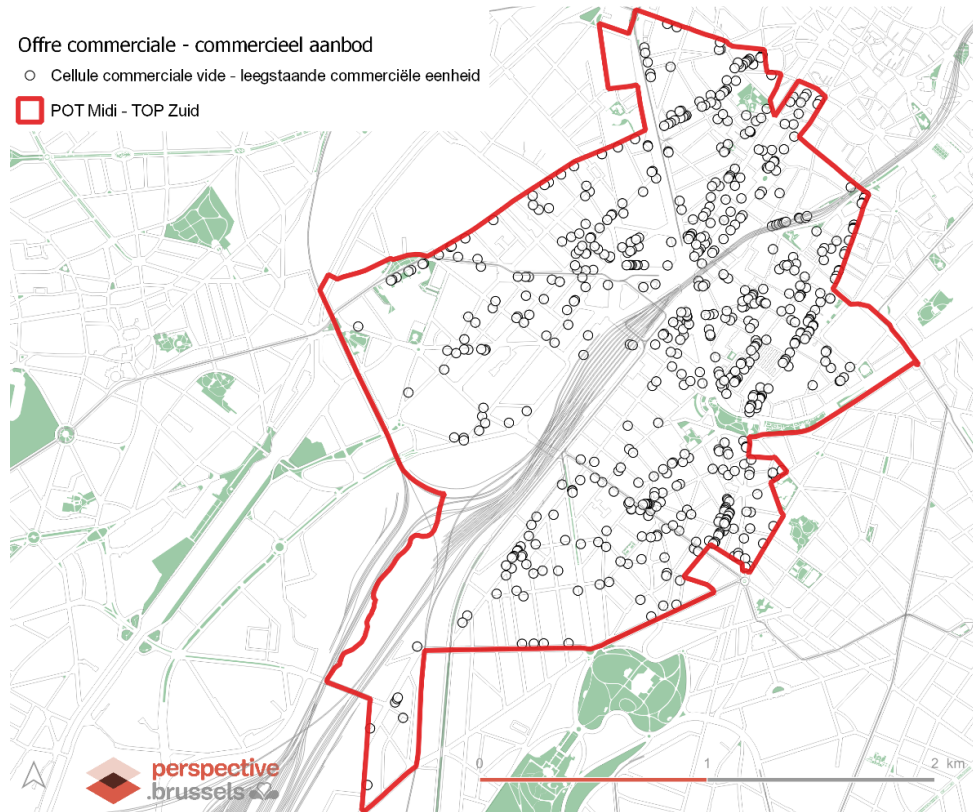 Offre commerciale - commercieel aanbod
Cellule commerciale vide - leegstaande commerciële eenheid
POT Midi - TOP Zuid
perspective
.brussels
0 1 2 km